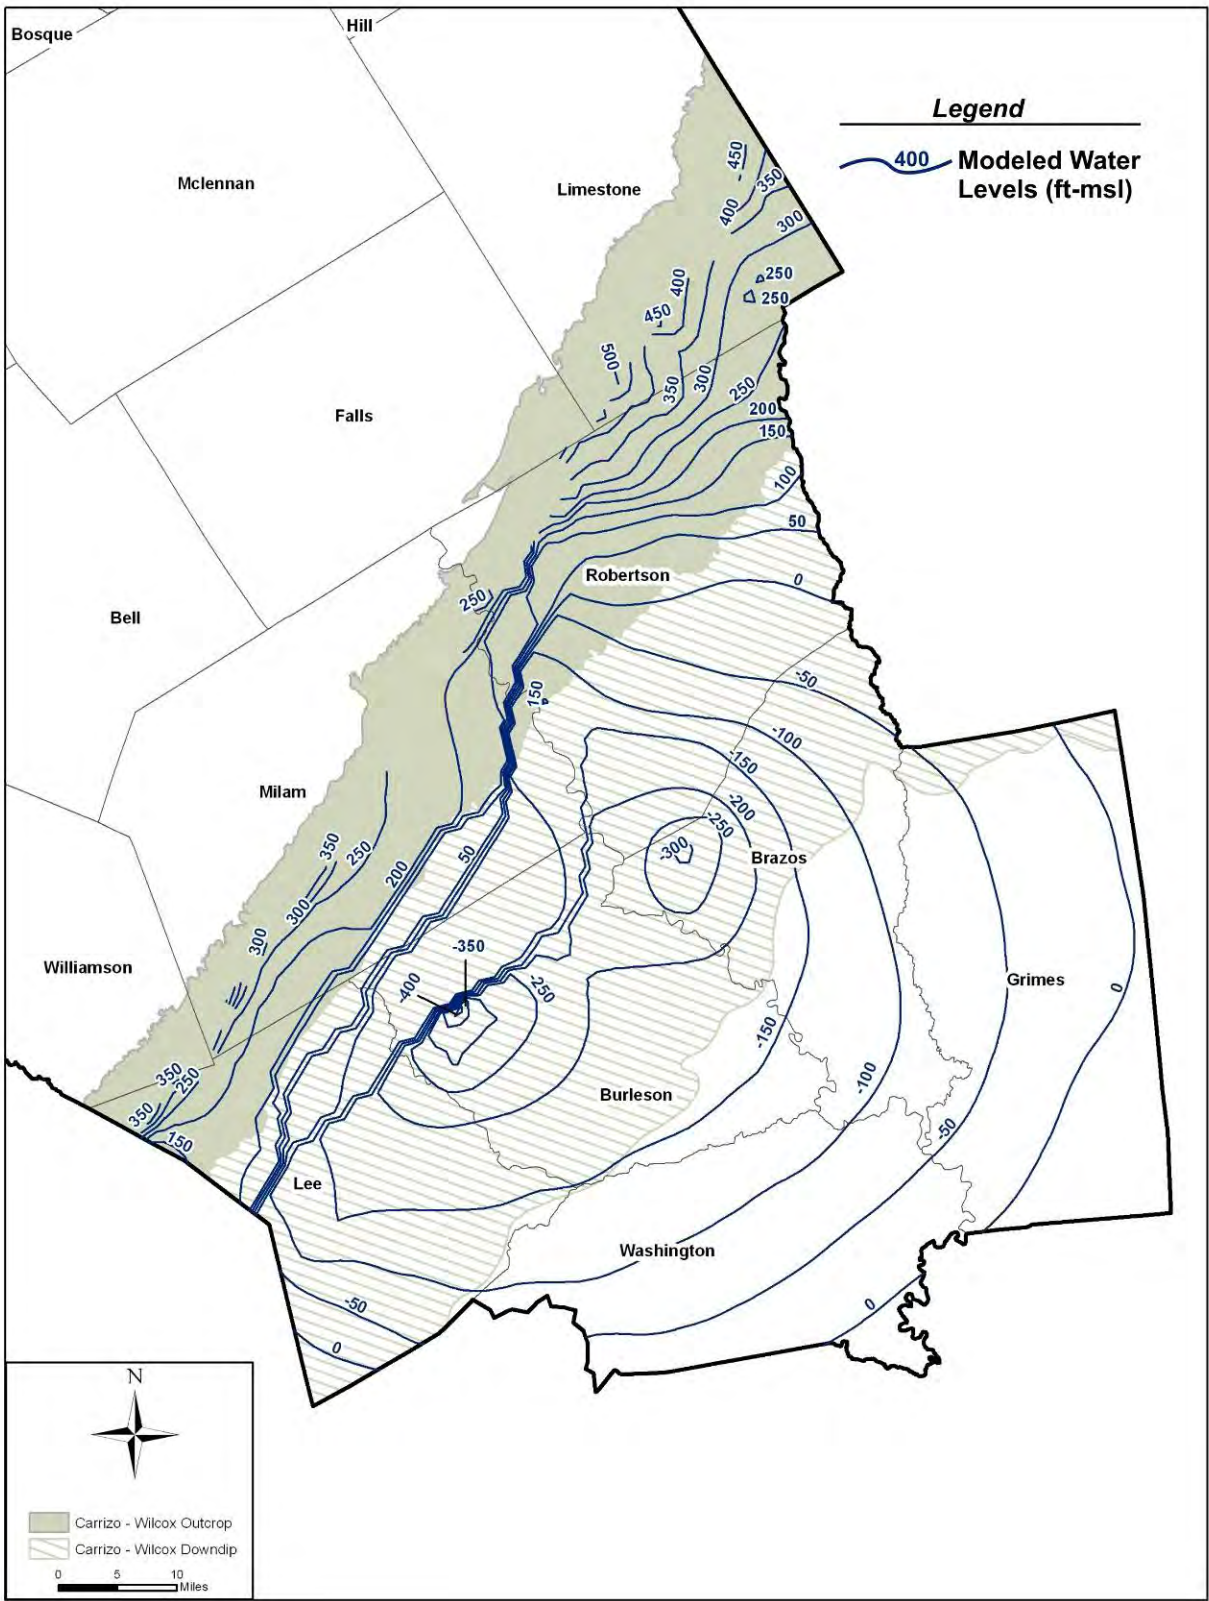 Bosque
Hill
Legend
400
Modeled Water
Levels (ft-msl)
Mclennan
Limestone
450
350
400
300
250
250
400
450
500
350
300
250
200
150
Falls
100
50
Robertson
0
250
Bell
-50
150
-100
-150
Milam
-200
-250
350
250
50
-300
Brazos
200
300
300
-350
Williamson
-400
-250
Grimes
0
-150
350
250
-100
Burleson
350
-50
150
Lee
Washington
-50
0
0
N
Carrizo - Wilcox Outcrop
Carrizo - Wilcox Downdip
0 5 10
Miles